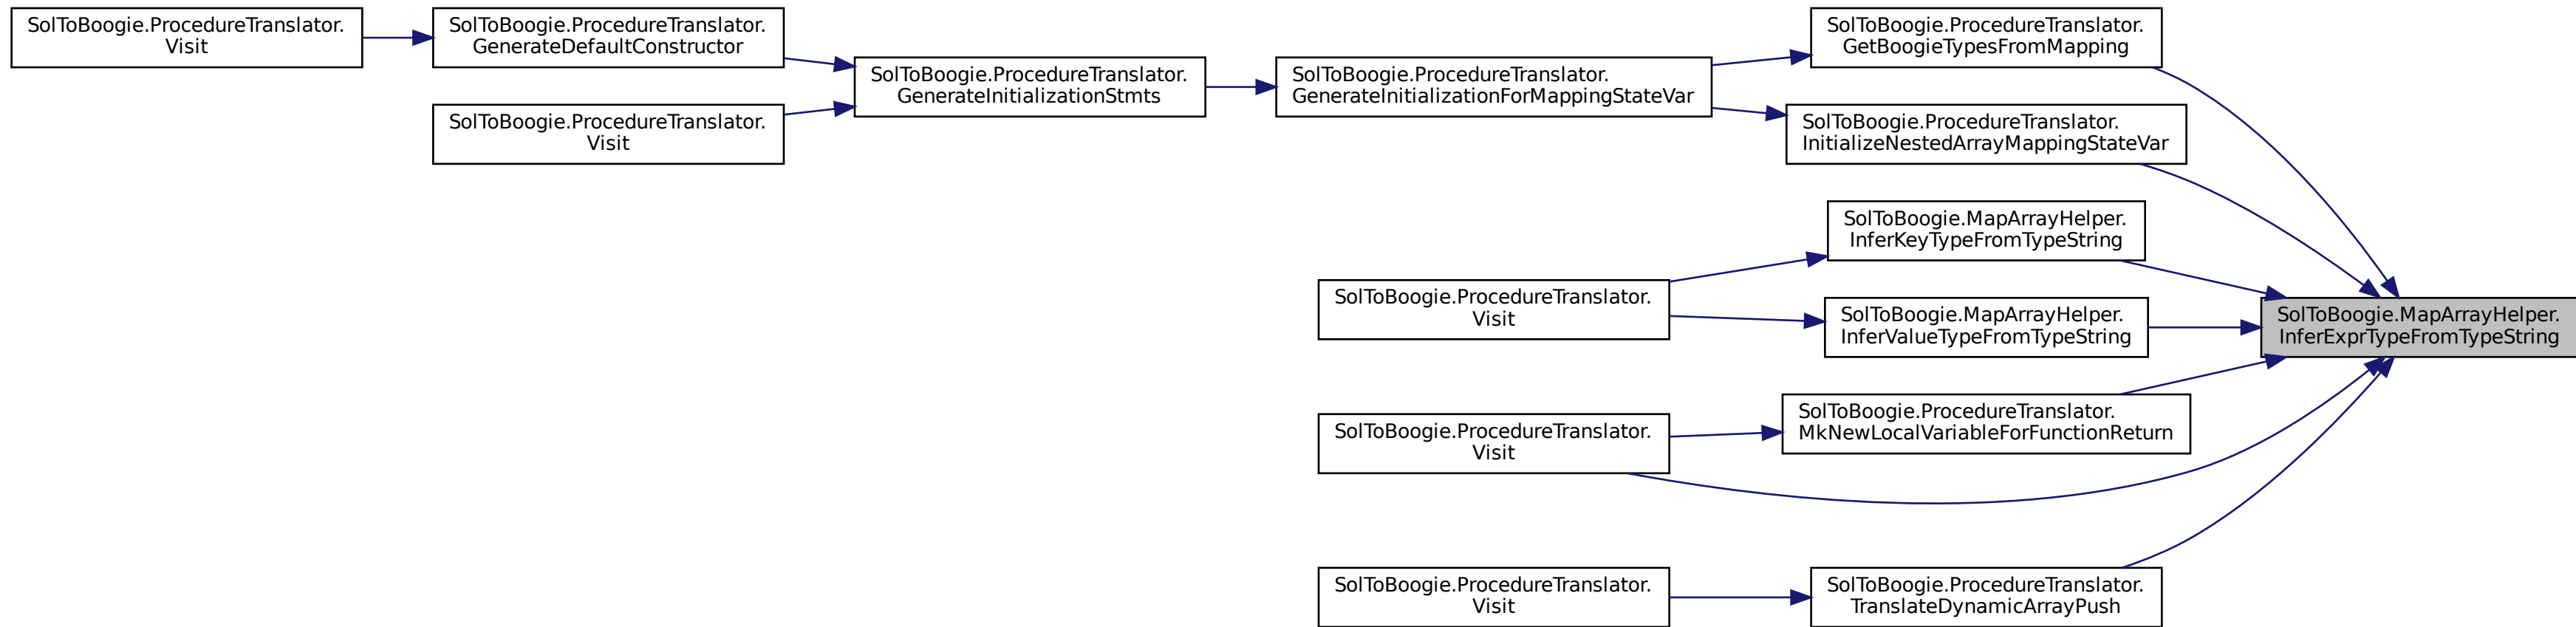 SolToBoogie.ProcedureTranslator.
Visit
SolToBoogie.ProcedureTranslator.
GenerateDefaultConstructor
SolToBoogie.ProcedureTranslator.
Visit
SolToBoogie.ProcedureTranslator.
GenerateInitializationStmts
SolToBoogie.ProcedureTranslator.
GenerateInitializationForMappingStateVar
SolToBoogie.ProcedureTranslator.
GetBoogieTypesFromMapping
SolToBoogie.ProcedureTranslator.
InitializeNestedArrayMappingStateVar
SolToBoogie.MapArrayHelper.
InferKeyTypeFromTypeString
SolToBoogie.ProcedureTranslator.
Visit
SolToBoogie.MapArrayHelper.
InferValueTypeFromTypeString
SolToBoogie.MapArrayHelper.
InferExprTypeFromTypeString
SolToBoogie.ProcedureTranslator.
MkNewLocalVariableForFunctionReturn
SolToBoogie.ProcedureTranslator.
Visit
SolToBoogie.ProcedureTranslator.
Visit
SolToBoogie.ProcedureTranslator.
TranslateDynamicArrayPush